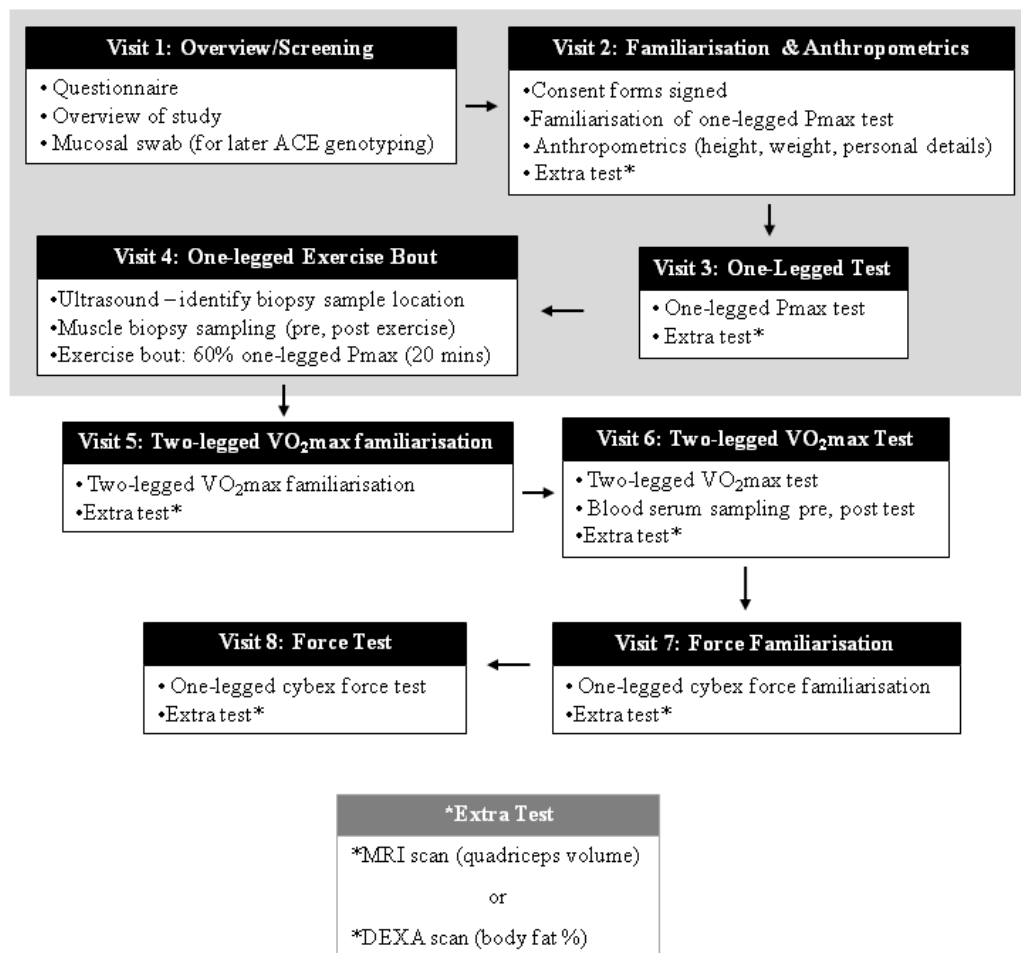 Visit 1: Overview/Screening
• Questionnaire
• Overview of study
• Mucosal swab (for later ACE genotyping)
Visit 2: Familiarisation & Anthropometrics
•Consent forms signed
•Familiarisation of one-legged Pmax test
•Anthropometrics (height, weight, personal details)
• Extra test*
Visit 3: One-Legged Test
• One-legged Pmax test
• Extra test*
Visit 4: One-legged Exercise Bout
•Ultrasound – identify biopsy sample location
•Muscle biopsy sampling (pre, post exercise)
•Exercise bout: 60% one-legged Pmax (20 mins)
Visit 5: Two-legged VO₂max familiarisation
• Two-legged VO₂max familiarisation
•Extra test*
Visit 6: Two-legged VO₂max Test
• Two-legged VO₂max test
• Blood serum sampling pre, post test
•Extra test*
Visit 7: Force Familiarisation
• One-legged cybex force familiarisation
•Extra test*
Visit 8: Force Test
• One-legged cybex force test
•Extra test*
*Extra Test
*MRI scan (quadriceps volume)
or
*DEXA scan (body fat %)